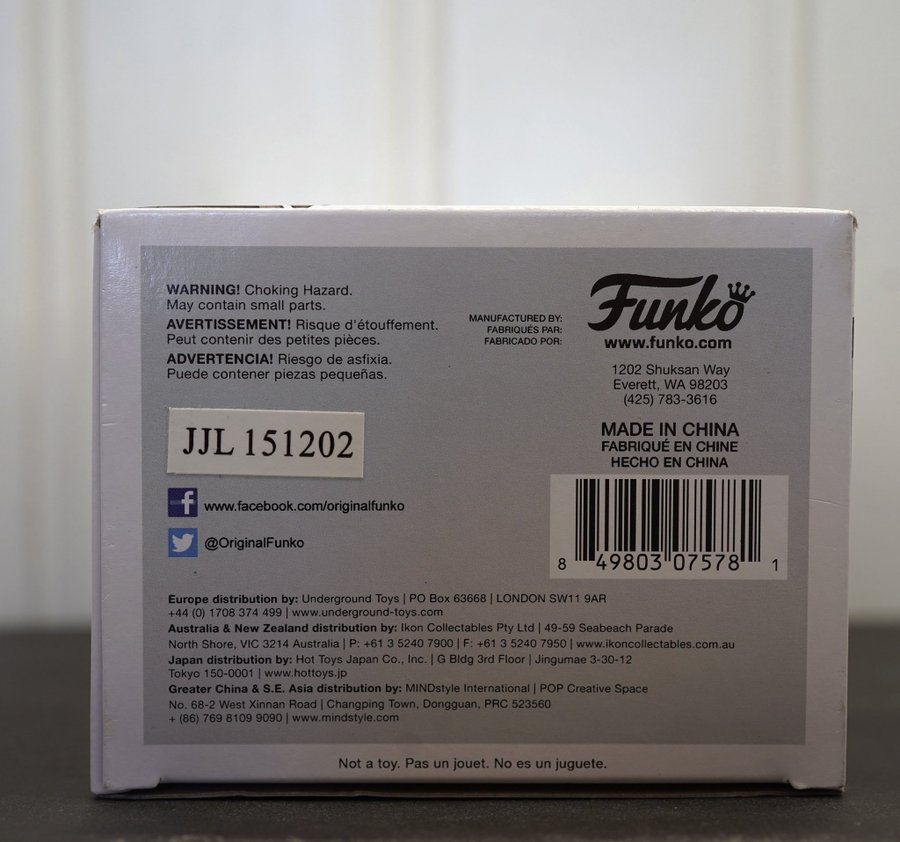 WARNING! Choking Hazard.
May contain small parts.
AVERTISSEMENT! Risque d'étouffement.
Peut contenir des petites pièces.
ADVERTENCIA! Riesgo de asfixia.
Puede contener piezas pequeñas.
MANUFACTURED BY:
FABRIQUÉS PAR:
FABRICADO POR:
Funko
www.funko.com
1202 Shuksan Way
Everett, WA 98203
(425) 783-3616
MADE IN CHINA
FABRIQUÉ EN CHINE
HECHO EN CHINA
JJL 151202
f www.facebook.com/originalfunko
@OriginalFunko
8 49803 07578 1
Europe distribution by: Underground Toys | PO Box 63668 | LONDON SW11 9AR
+44 (0) 1708 374 499 | www.underground-toys.com
Australia & New Zealand distribution by: Ikon Collectables Pty Ltd | 49-59 Seabeach Parade
North Shore, VIC 3214 Australia | P: +61 3 5240 7900 | F: +61 3 5240 7950 | www.ikoncollectables.com.au
Japan distribution by: Hot Toys Japan Co., Inc. | G Bldg 3rd Floor | Jingumae 3-30-12
Tokyo 150-0001 | www.hottoys.jp
Greater China & S.E. Asia distribution by: MINDstyle International | POP Creative Space
No. 68-2 West Xinnan Road | Changping Town, Dongguan, PRC 523560
+ (86) 769 8109 9090 | www.mindstyle.com
Not a toy. Pas un jouet. No es un juguete.